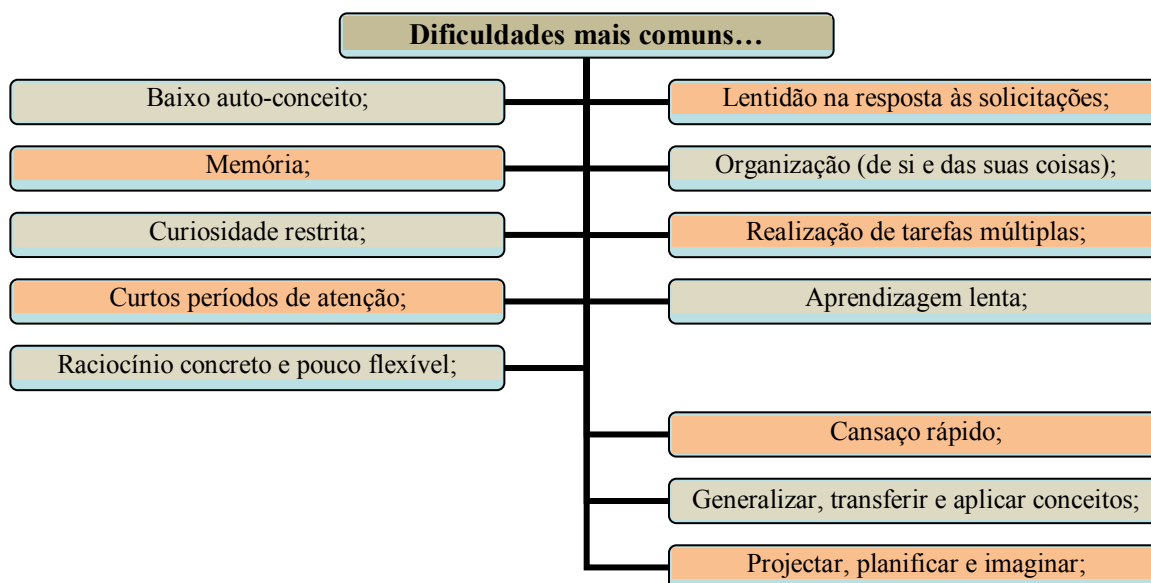 Dificuldades mais comuns…
Baixo auto-conceito;
Lentidão na resposta às solicitações;
Memória;
Organização (de si e das suas coisas);
Curiosidade restrita;
Realização de tarefas múltiplas;
Curtos períodos de atenção;
Aprendizagem lenta;
Raciocínio concreto e pouco flexível;
Cansaço rápido;
Generalizar, transferir e aplicar conceitos;
Projectar, planificar e imaginar;